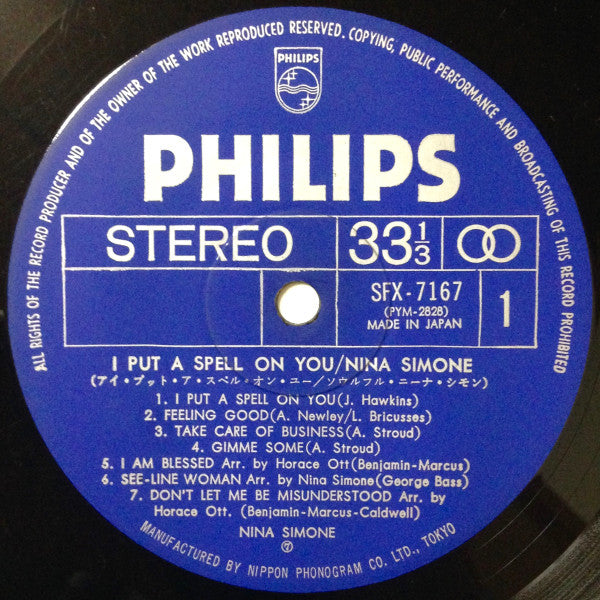 ALL RIGHTS OF THE RECORD PRODUCER AND OF THE OWNER OF THE WORK REPRODUCED RESERVED. COPYING, PUBLIC PERFORMANCE AND BROADCASTING OF THIS RECORD PROHIBITED
PHILIPS
PHILIPS
STEREO 33 1/3
SFX-7167
(PYM-2828)
MADE IN JAPAN
1
I PUT A SPELL ON YOU/NINA SIMONE
(アイ・プット・ア・スペル・オン・ユー/ソウルフル・ニーナ・シモン)
1. I PUT A SPELL ON YOU(J. Hawkins)
2. FEELING GOOD(A. Newley/L. Bricusses)
3. TAKE CARE OF BUSINESS(A. Stroud)
4. GIMME SOME(A. Stroud)
5. I AM BLESSED Arr. by Horace Ott(Benjamin-Marcus)
6. SEE-LINE WOMAN Arr. by Nina Simone(George Bass)
7. DON'T LET ME BE MISUNDERSTOOD Arr. by
Horace Ott. (Benjamin-Marcus-Caldwell)
NINA SIMONE
MANUFACTURED BY NIPPON PHONOGRAM CO. LTD., TOKYO